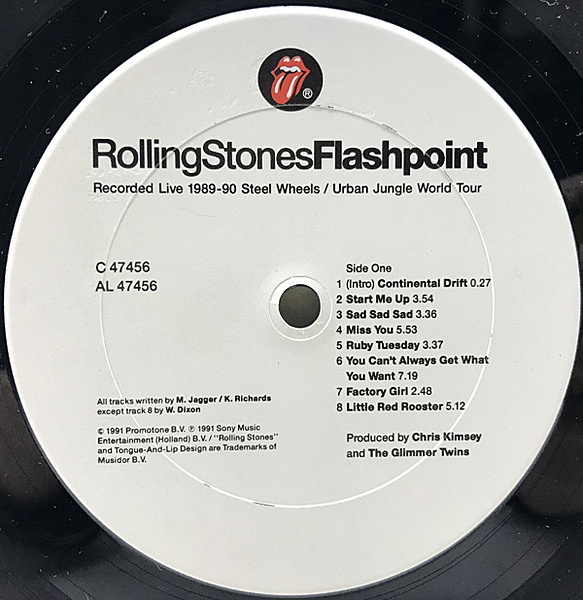 ®
RollingStonesFlashpoint
Recorded Live 1989-90 Steel Wheels / Urban Jungle World Tour
C 47456
AL 47456
Side One
1 (Intro) Continental Drift 0.27
2 Start Me Up 3.54
3 Sad Sad Sad 3.36
4 Miss You 5.53
5 Ruby Tuesday 3.37
6 You Can't Always Get What
You Want 7.19
7 Factory Girl 2.48
8 Little Red Rooster 5.12
All tracks written by M. Jagger / K. Richards
except track 8 by W. Dixon
© 1991 Promotone B.V. ℗ 1991 Sony Music
Entertainment (Holland) B.V. / "Rolling Stones"
and Tongue-And-Lip Design are Trademarks of
Musidor B.V.
Produced by Chris Kimsey
and The Glimmer Twins